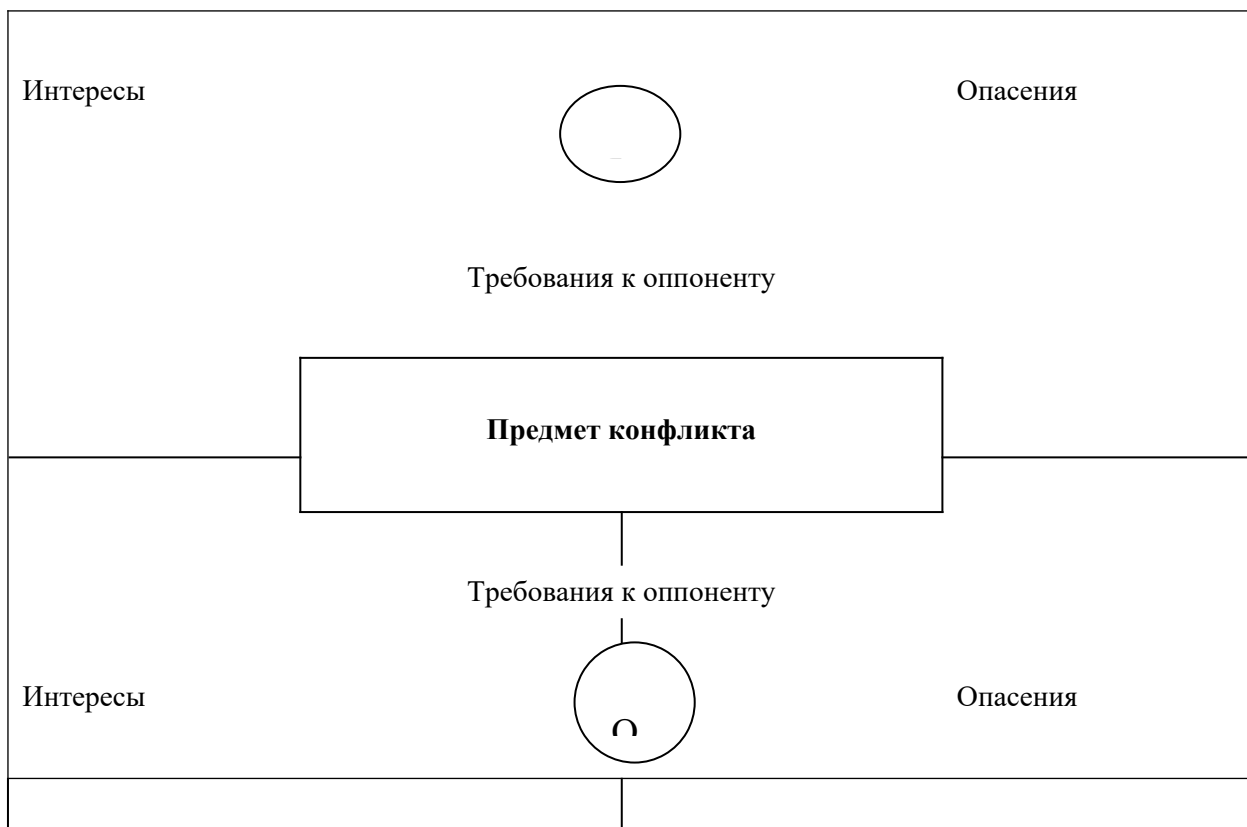 Интересы
Опасения
Требования к оппоненту
Предмет конфликта
Требования к оппоненту
Интересы
Опасения